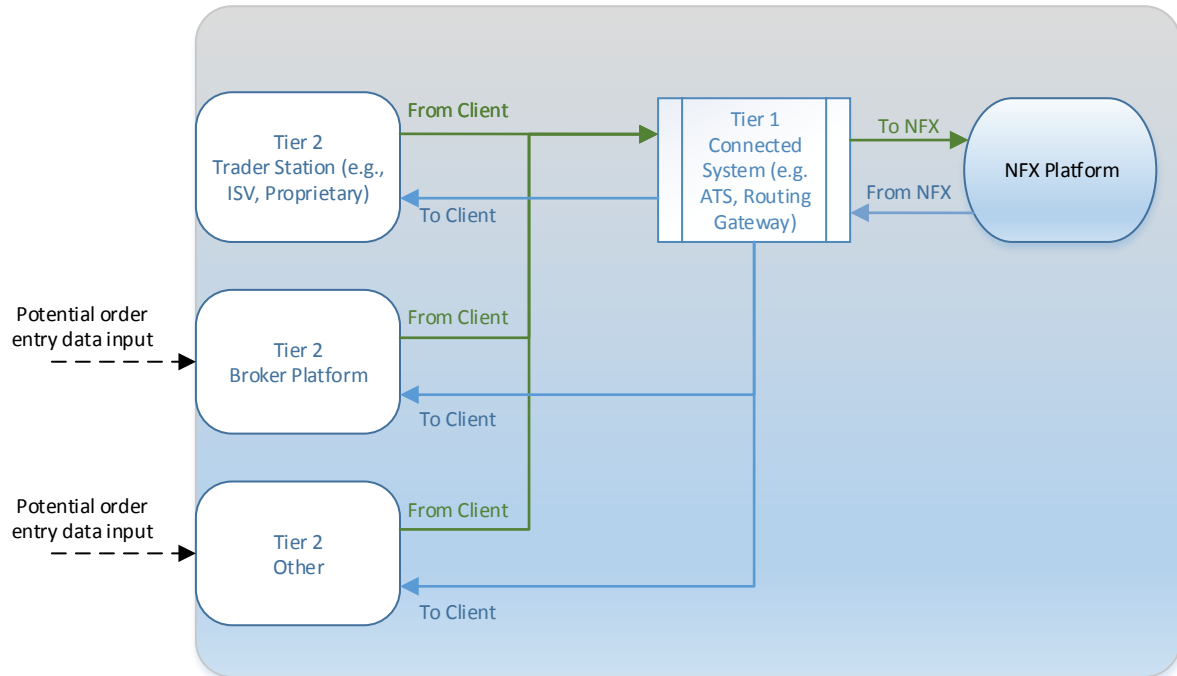 From Client
Tier 2
Trader Station (e.g.,
ISV, Proprietary)
To Client
Tier 1
Connected
System (e.g.
ATS, Routing
Gateway)
To NFX
From NFX
NFX Platform
Potential order
entry data input
From Client
Tier 2
Broker Platform
To Client
Potential order
entry data input
From Client
Tier 2
Other
To Client